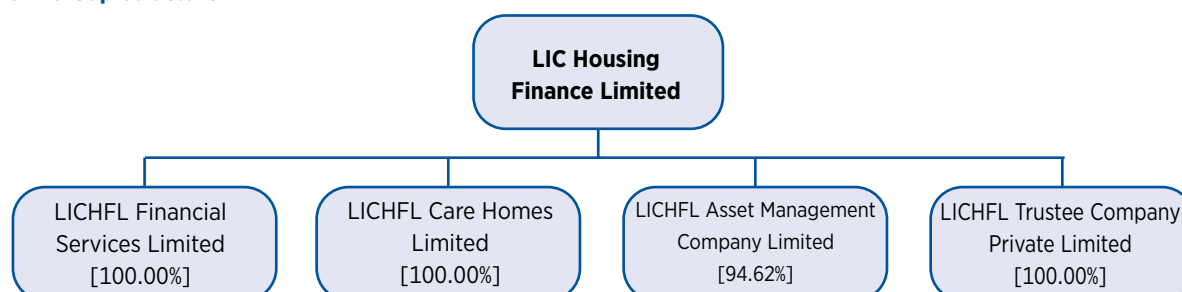 LIC Housing
Finance Limited
LICHFL Financial
Services Limited
[100.00%]
LICHFL Care Homes
Limited
[100.00%]
LICHFL Asset Management
Company Limited
[94.62%]
LICHFL Trustee Company
Private Limited
[100.00%]